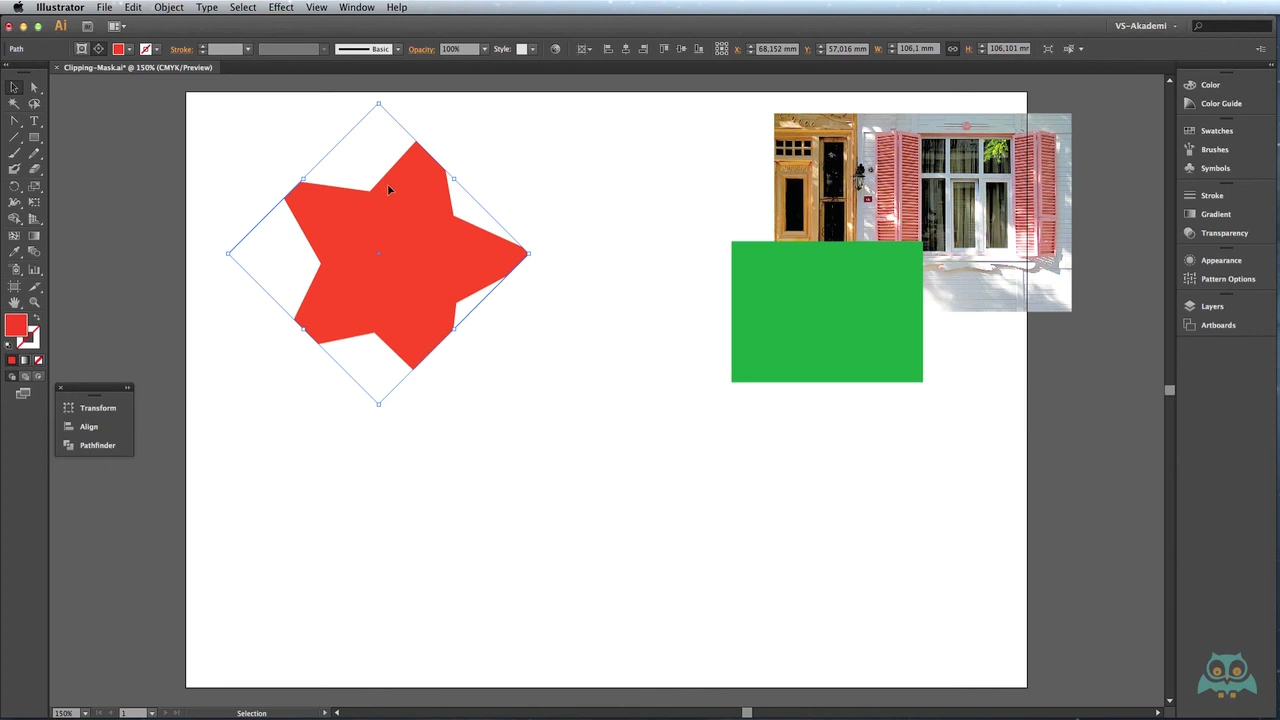 Illustrator File Edit Object Type Select Effect View Window Help
Ai VS-Akademi
Path Stroke: Basic Opacity: 100% Style: X: 68,152 mm Y: 57,016 mm W: 106,1 mm H: 106,101 mm
× Clipping-Mask.ai* @ 150% (CMYK/Preview)
Color
Color Guide
Swatches
Brushes
Symbols
Stroke
Gradient
Transparency
Appearance
Pattern Options
Layers
Artboards
Transform
Align
Pathfinder
150% 1 Selection